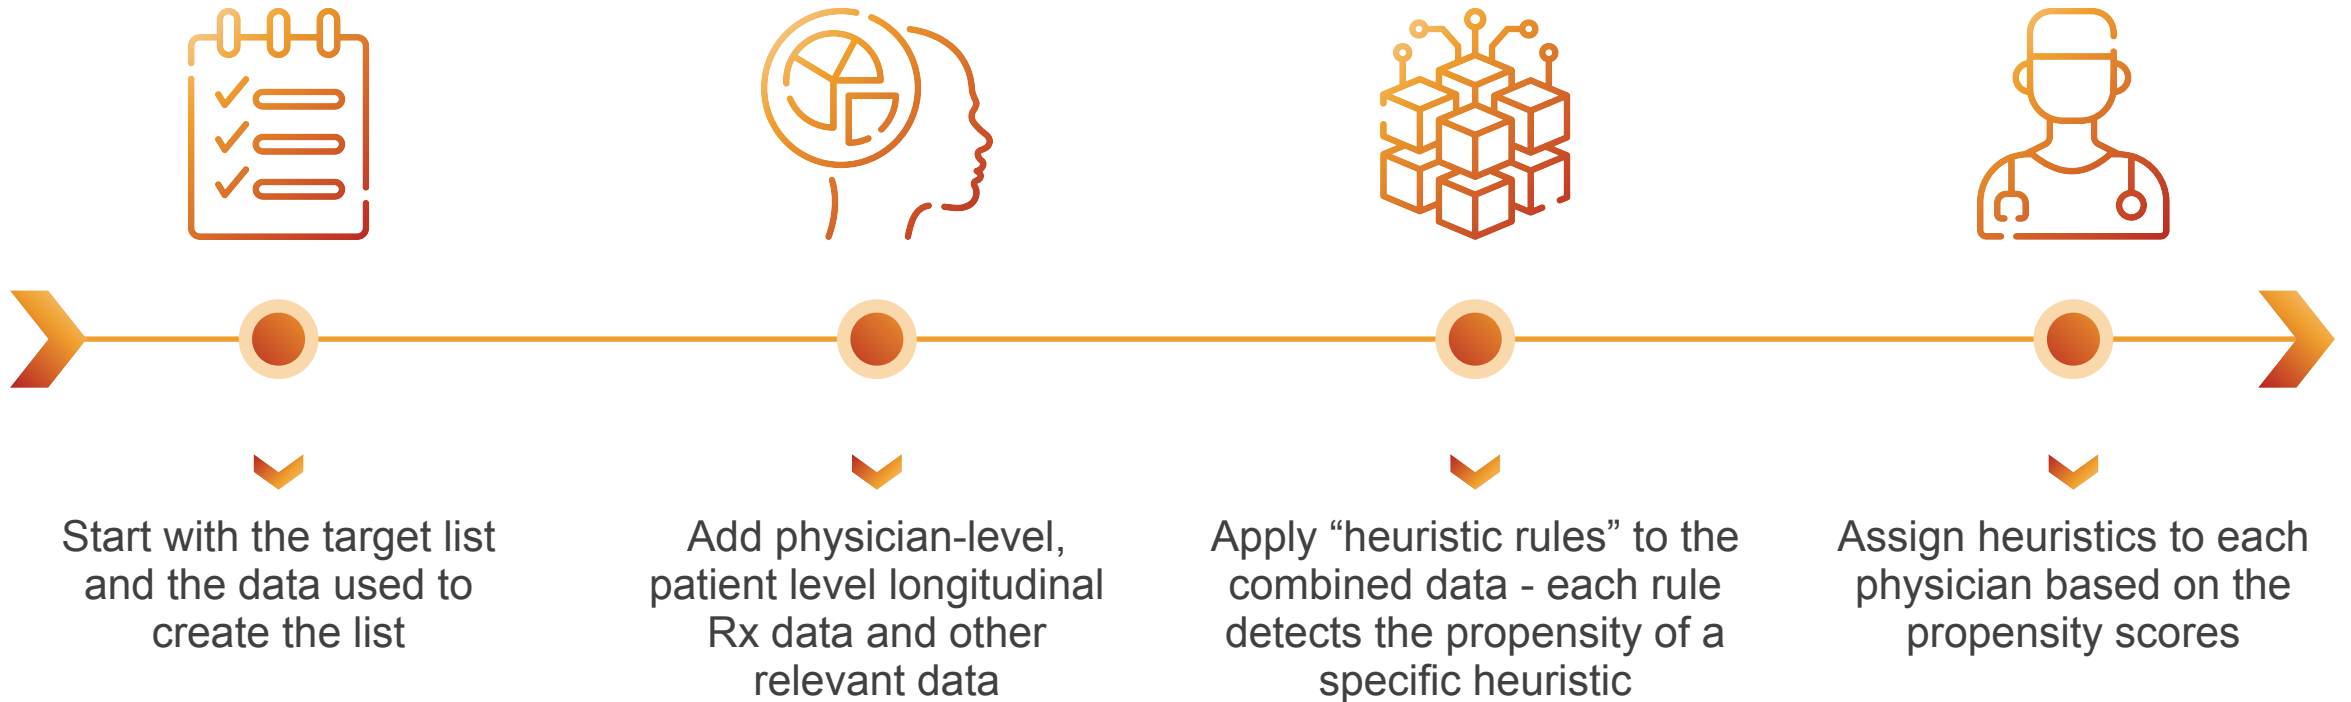 Start with the target list
and the data used to
create the list
Add physician-level,
patient level longitudinal
Rx data and other
relevant data
Apply “heuristic rules” to the
combined data - each rule
detects the propensity of a
specific heuristic
Assign heuristics to each
physician based on the
propensity scores